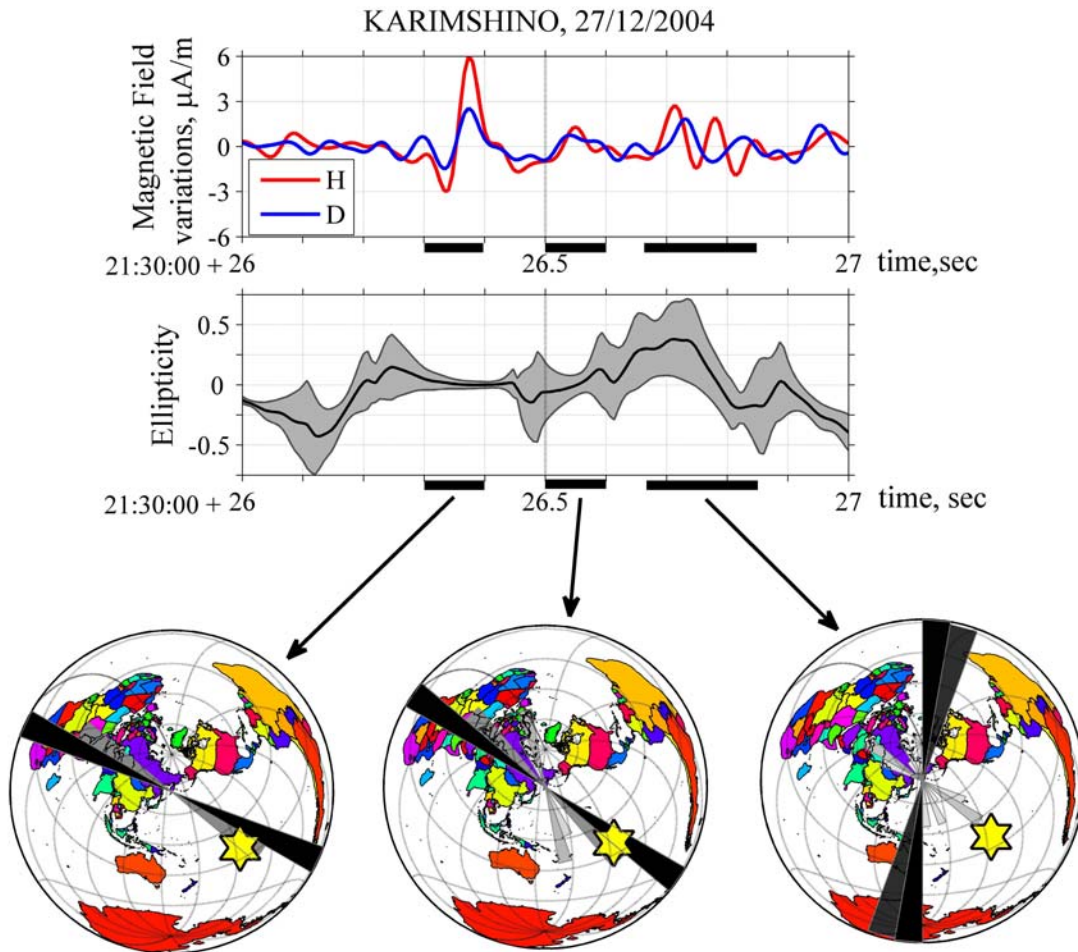 KARIMSHINO, 27/12/2004
Magnetic Field
variations, μA/m
6
3
0
-3
-6
H
D
21:30:00 + 26
26.5
27
time,sec
Ellipticity
0.5
0
-0.5
21:30:00 + 26
26.5
27
time, sec